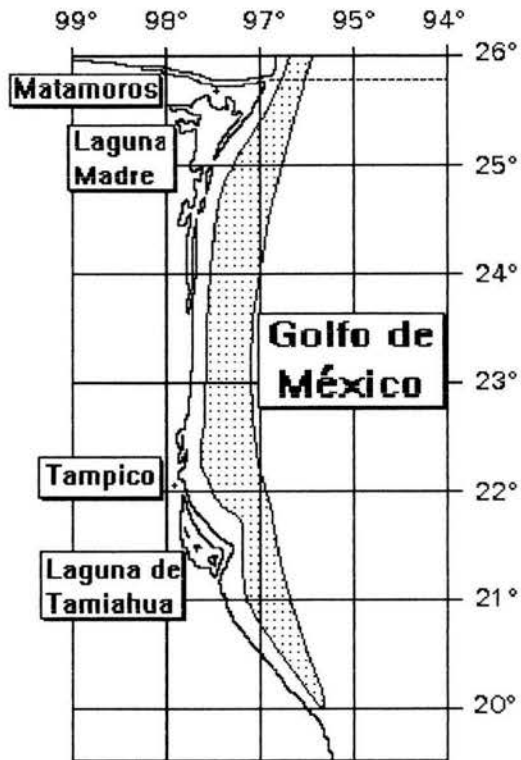 99° 98° 97° 96° 95° 94°
26°
Matamoros
Laguna
Madre
25°
24°
Golfo de
México
23°
Tampico
22°
Laguna de
Tamiahua
21°
20°